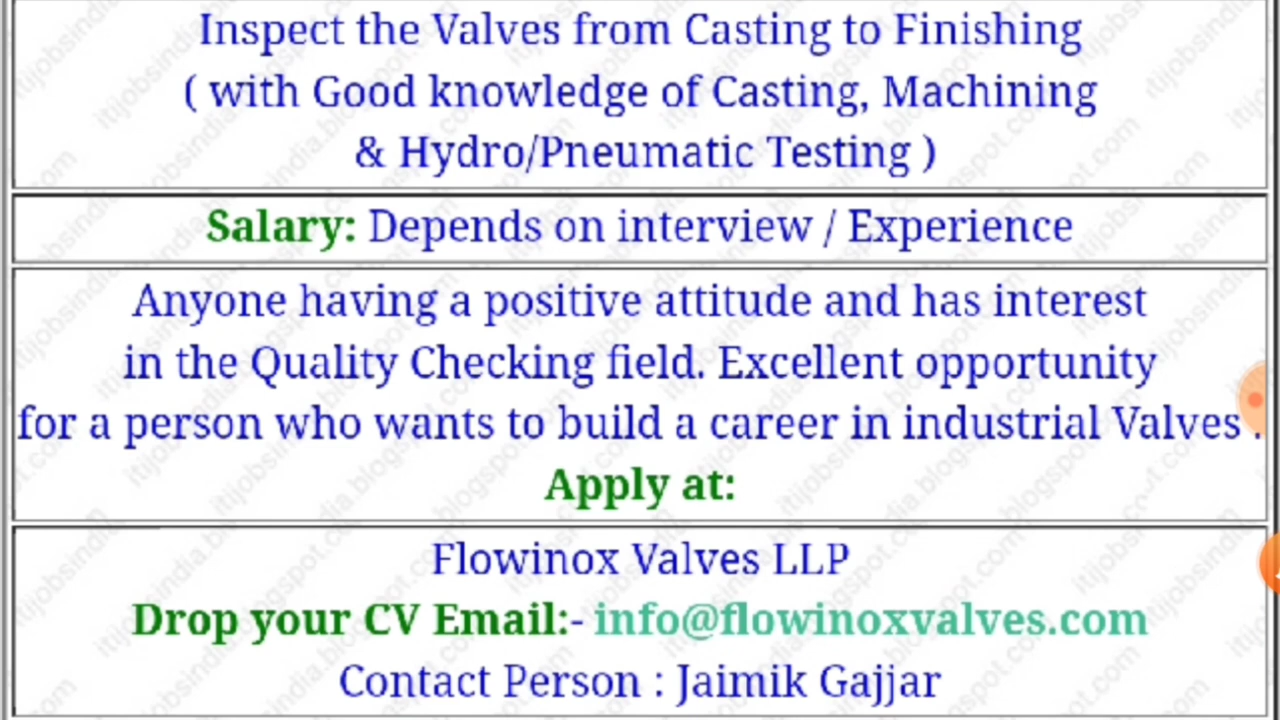 Inspect the Valves from Casting to Finishing
( with Good knowledge of Casting, Machining
& Hydro/Pneumatic Testing )
Salary: Depends on interview / Experience
Anyone having a positive attitude and has interest
in the Quality Checking field. Excellent opportunity
for a person who wants to build a career in industrial Valves .
Apply at:
Flowinox Valves LLP
Drop your CV Email:- info@flowinoxvalves.com
Contact Person : Jaimik Gajjar
itijobsindia.blogspot.com